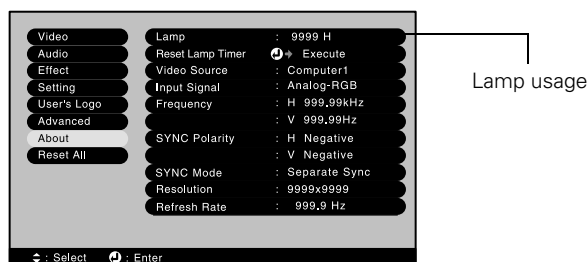 Video
Audio
Effect
Setting
User's Logo
Advanced
About
Reset All
Lamp : 9999 H
Reset Lamp Timer Execute
Video Source : Computer1
Input Signal : Analog-RGB
Frequency : H 999.99kHz
: V 999.99Hz
SYNC Polarity : H Negative
: V Negative
SYNC Mode : Separate Sync
Resolution : 9999x9999
Refresh Rate : 999.9 Hz
: Select : Enter
Lamp usage